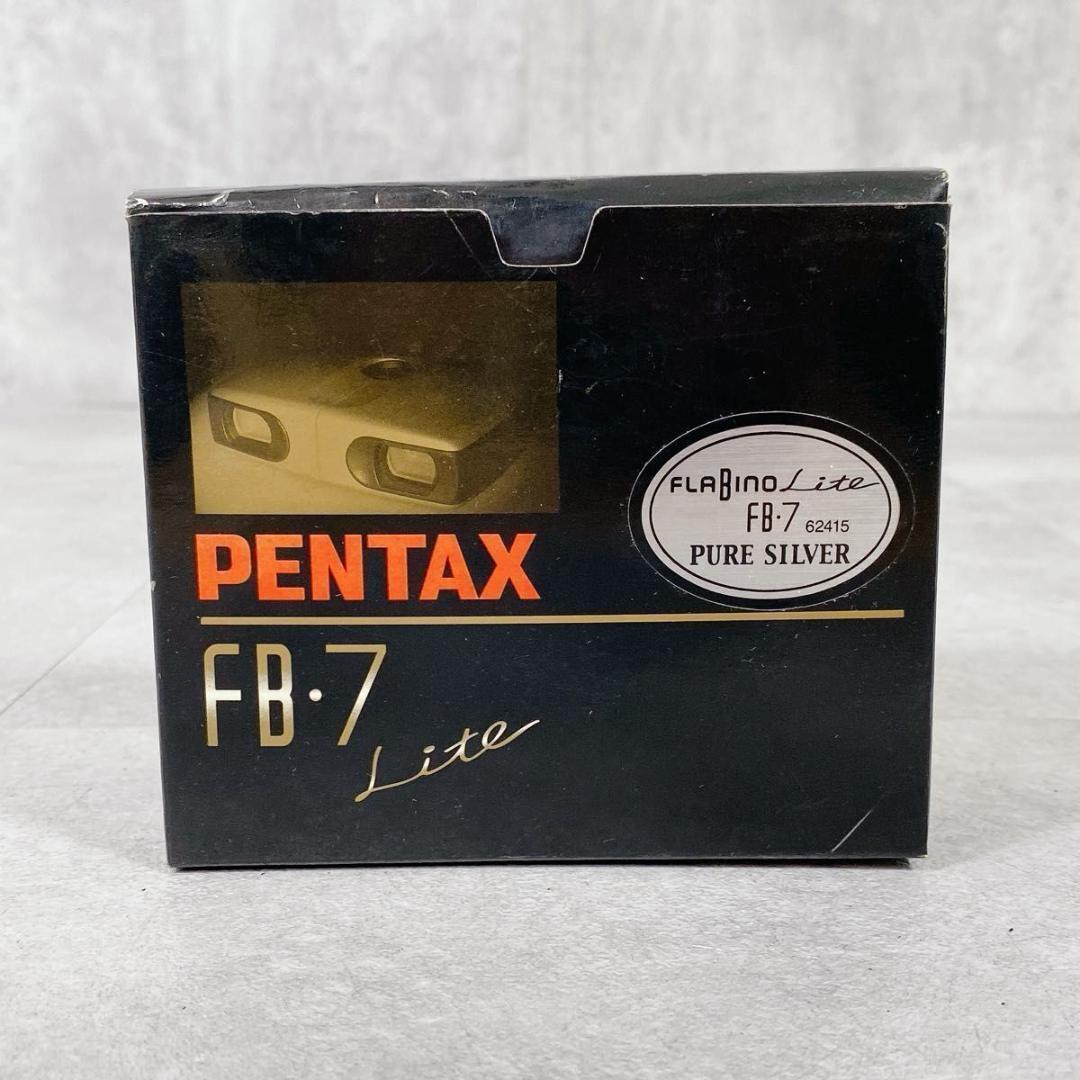 PENTAX
FB·7
Lite
FLABINO Lite
FB·7 62415
PURE SILVER